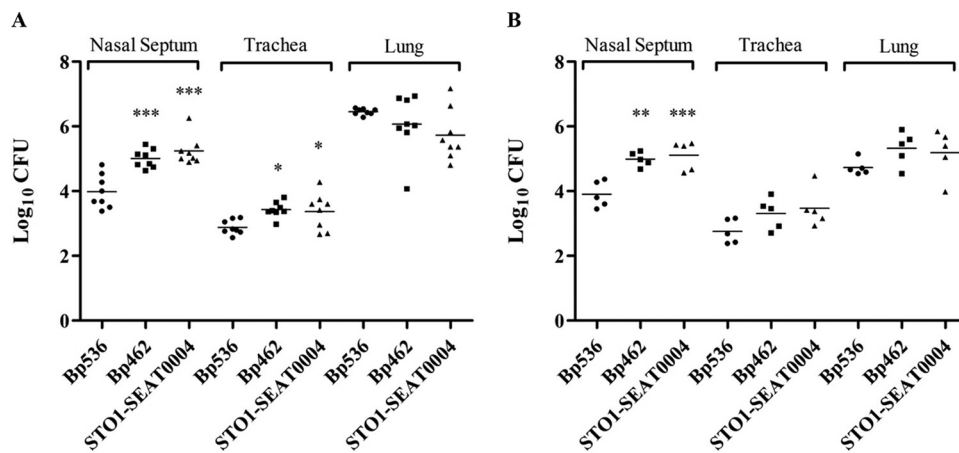 A
Nasal Septum Trachea Lung
*** *** * *
Log10 CFU
8
6
4
2
0
Bp536
Bp462
STO1-SEAT0004
Bp536
Bp462
STO1-SEAT0004
Bp536
Bp462
STO1-SEAT0004
B
Nasal Septum Trachea Lung
** ***
Log10 CFU
8
6
4
2
0
Bp536
Bp462
STO1-SEAT0004
Bp536
Bp462
STO1-SEAT0004
Bp536
Bp462
STO1-SEAT0004